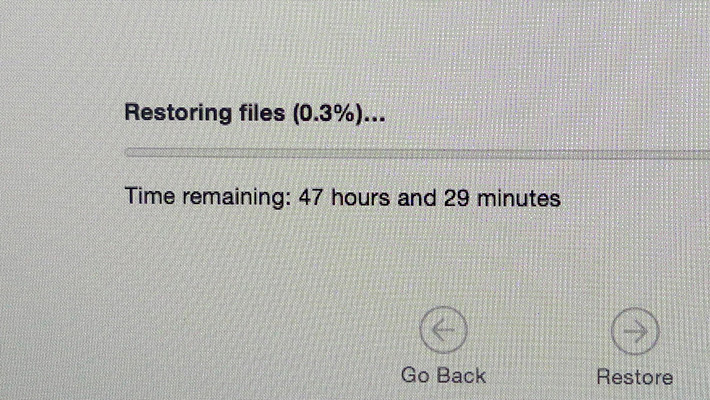 Restoring files (0.3%)...
Time remaining: 47 hours and 29 minutes
Go Back
Restore